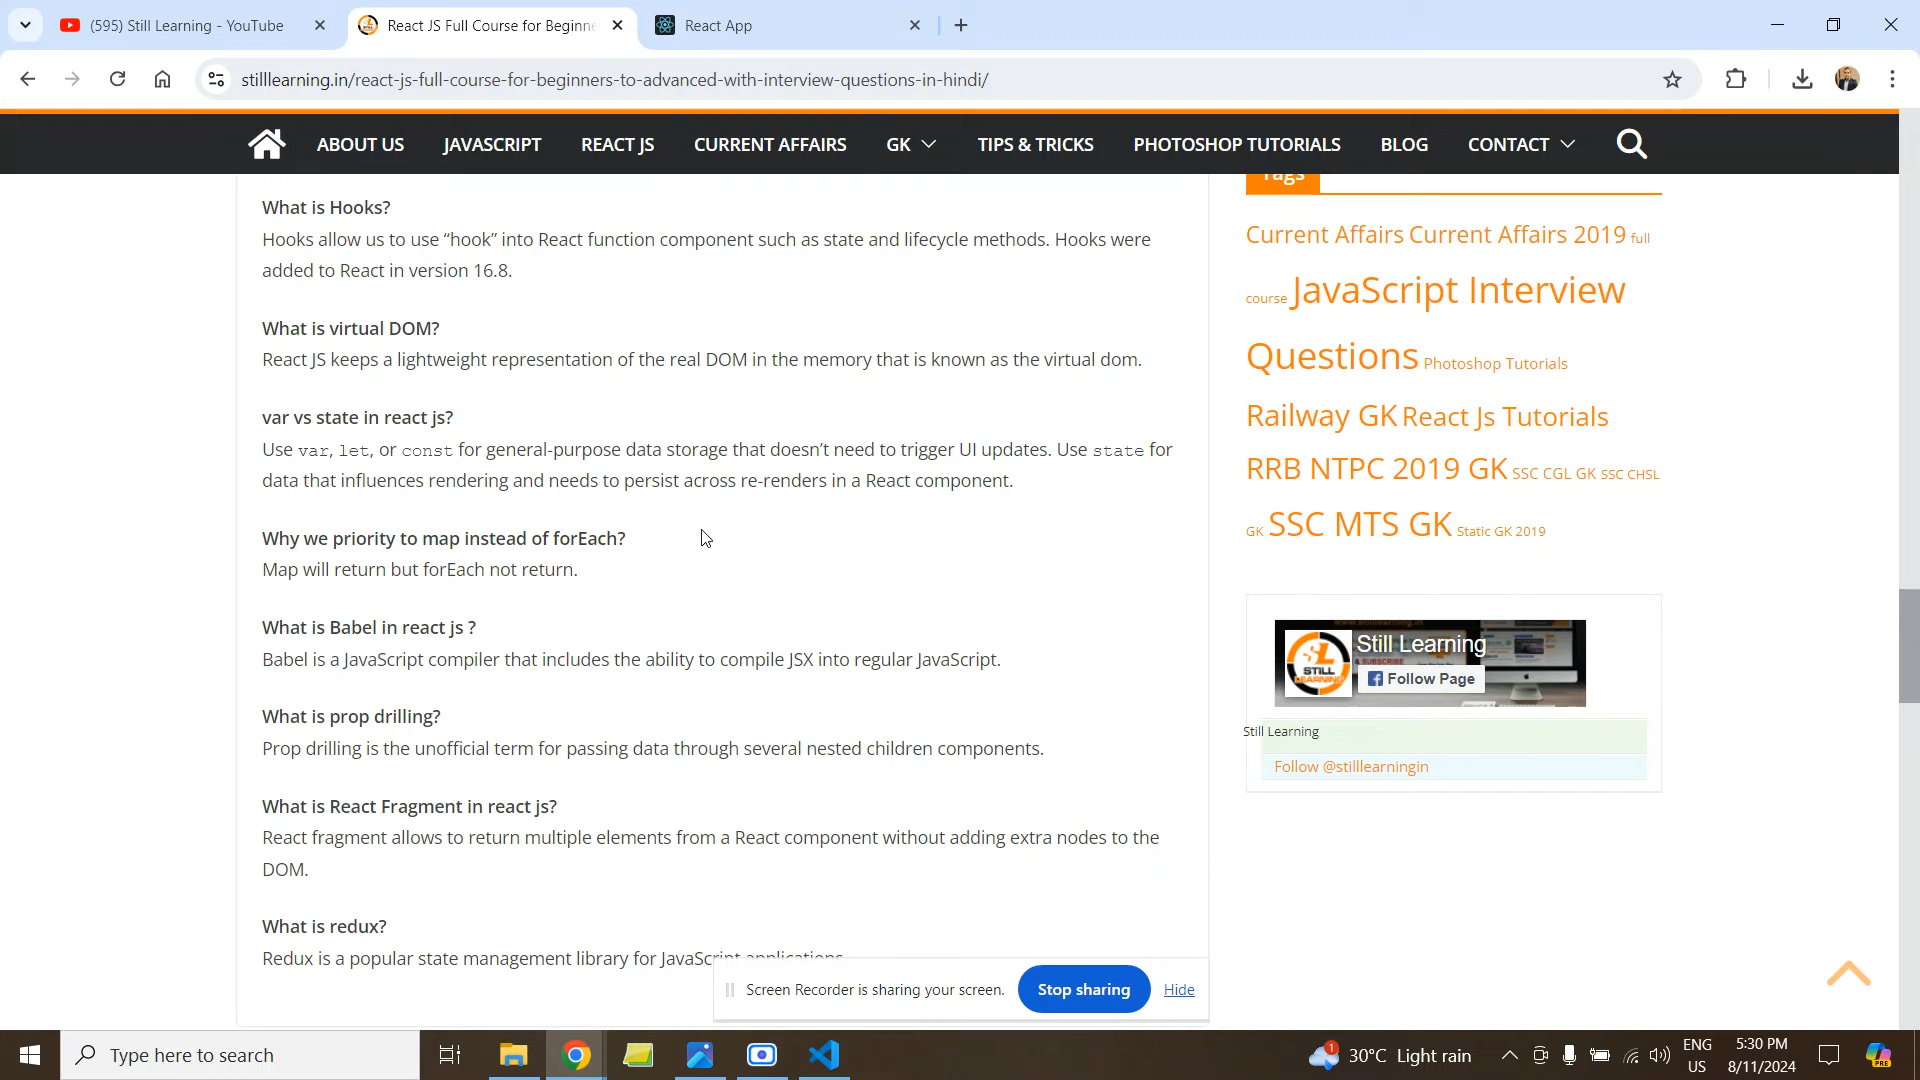 (595) Still Learning - YouTube
React JS Full Course for Beginne
React App
stilllearning.in/react-js-full-course-for-beginners-to-advanced-with-interview-questions-in-hindi/
ABOUT US JAVASCRIPT REACT JS CURRENT AFFAIRS GK TIPS & TRICKS PHOTOSHOP TUTORIALS BLOG CONTACT
What is Hooks?
Hooks allow us to use “hook” into React function component such as state and lifecycle methods. Hooks were
added to React in version 16.8.
What is virtual DOM?
React JS keeps a lightweight representation of the real DOM in the memory that is known as the virtual dom.
var vs state in react js?
Use var, let, or const for general-purpose data storage that doesn’t need to trigger UI updates. Use state for
data that influences rendering and needs to persist across re-renders in a React component.
Why we priority to map instead of forEach?
Map will return but forEach not return.
What is Babel in react js ?
Babel is a JavaScript compiler that includes the ability to compile JSX into regular JavaScript.
What is prop drilling?
Prop drilling is the unofficial term for passing data through several nested children components.
What is React Fragment in react js?
React fragment allows to return multiple elements from a React component without adding extra nodes to the
DOM.
What is redux?
Redux is a popular state management library for JavaScript applications.
Tags
Current Affairs Current Affairs 2019 full
course JavaScript Interview
Questions Photoshop Tutorials
Railway GK React Js Tutorials
RRB NTPC 2019 GK SSC CGL GK SSC CHSL
GK SSC MTS GK Static GK 2019
Still Learning
& SUBSCRIBE
STILL
LEARNING
Follow Page
Still Learning
Follow @stilllearningin
Screen Recorder is sharing your screen. Stop sharing Hide
Type here to search
1
30°C Light rain
ENG
US
5:30 PM
8/11/2024
PRE